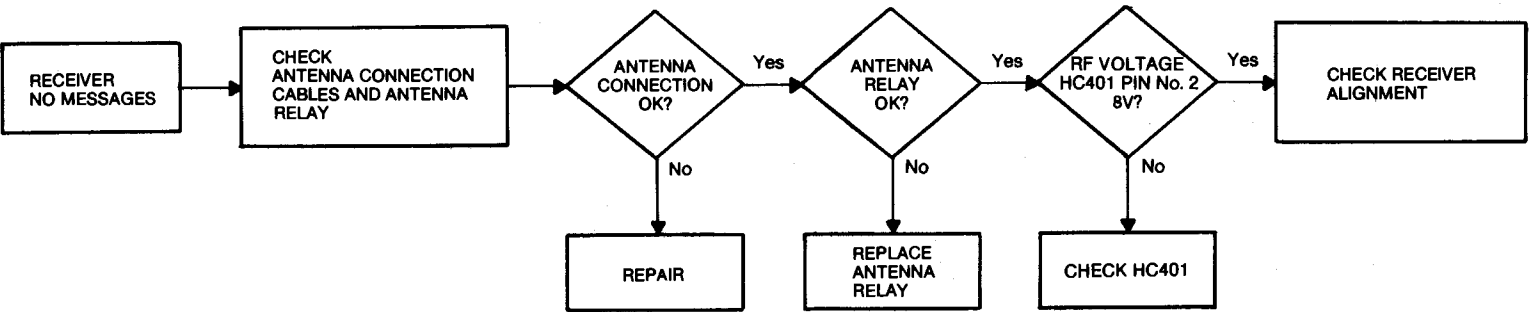 RECEIVER
NO MESSAGES
CHECK
ANTENNA CONNECTION
CABLES AND ANTENNA
RELAY
ANTENNA
CONNECTION
OK?
Yes
No
REPAIR
ANTENNA
RELAY
OK?
Yes
No
REPLACE
ANTENNA
RELAY
RF VOLTAGE
HC401 PIN No. 2
8V?
Yes
No
CHECK HC401
CHECK RECEIVER
ALIGNMENT